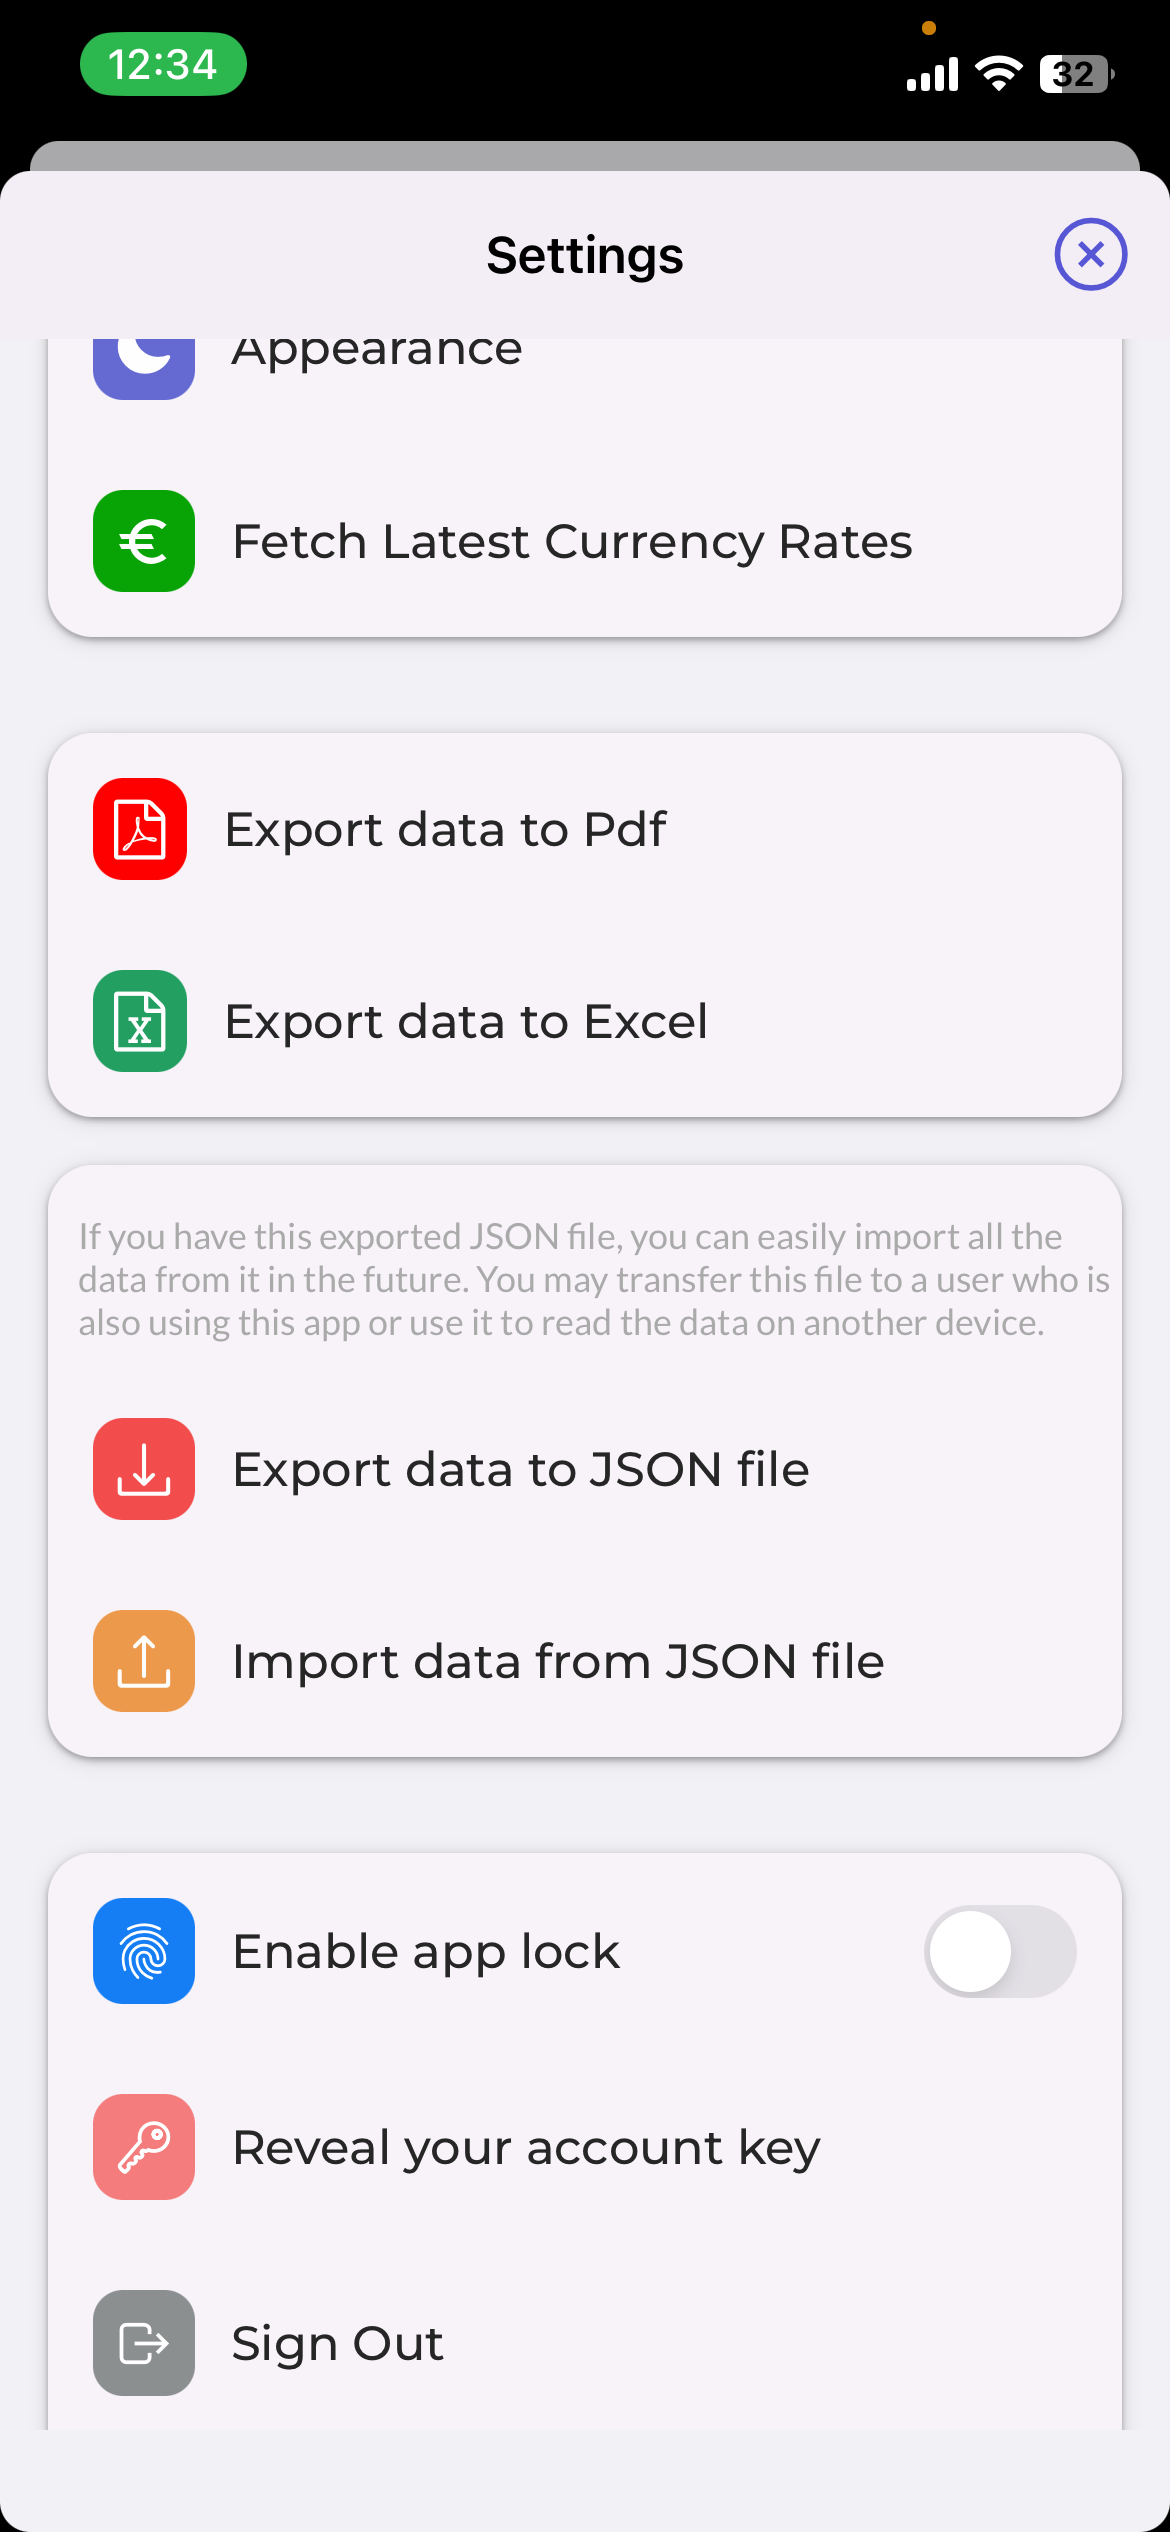 12:34
32
Settings
Appearance
Fetch Latest Currency Rates
Export data to Pdf
Export data to Excel
If you have this exported JSON file, you can easily import all the
data from it in the future. You may transfer this file to a user who is
also using this app or use it to read the data on another device.
Export data to JSON file
Import data from JSON file
Enable app lock
Reveal your account key
Sign Out